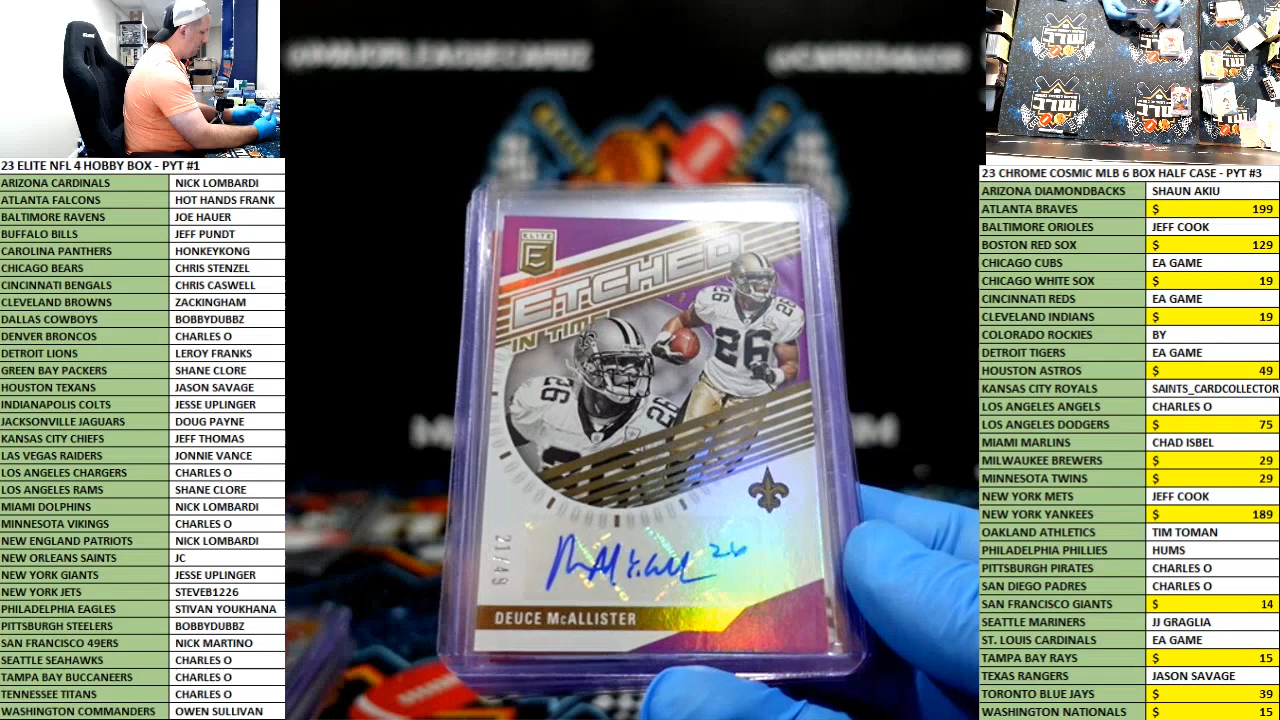 23 ELITE NFL 4 HOBBY BOX - PYT #1
ARIZONA CARDINALS NICK LOMBARDI
ATLANTA FALCONS HOT HANDS FRANK
BALTIMORE RAVENS JOE HAUER
BUFFALO BILLS JEFF PUNDT
CAROLINA PANTHERS HONKEYKONG
CHICAGO BEARS CHRIS STENZEL
CINCINNATI BENGALS CHRIS CASWELL
CLEVELAND BROWNS ZACKINGHAM
DALLAS COWBOYS BOBBYDUBBZ
DENVER BRONCOS CHARLES O
DETROIT LIONS LEROY FRANKS
GREEN BAY PACKERS SHANE CLORE
HOUSTON TEXANS JASON SAVAGE
INDIANAPOLIS COLTS JESSE UPLINGER
JACKSONVILLE JAGUARS DOUG PAYNE
KANSAS CITY CHIEFS JEFF THOMAS
LAS VEGAS RAIDERS JONNIE VANCE
LOS ANGELES CHARGERS CHARLES O
LOS ANGELES RAMS SHANE CLORE
MIAMI DOLPHINS NICK LOMBARDI
MINNESOTA VIKINGS CHARLES O
NEW ENGLAND PATRIOTS NICK LOMBARDI
NEW ORLEANS SAINTS JC
NEW YORK GIANTS JESSE UPLINGER
NEW YORK JETS STEVEB1226
PHILADELPHIA EAGLES STIVAN YOUKHANA
PITTSBURGH STEELERS BOBBYDUBBZ
SAN FRANCISCO 49ERS NICK MARTINO
SEATTLE SEAHAWKS CHARLES O
TAMPA BAY BUCCANEERS CHARLES O
TENNESSEE TITANS CHARLES O
WASHINGTON COMMANDERS OWEN SULLIVAN
ELITE
E
ETCHED
IN TIME
26
26
26
26
26
21/49
26
DEUCE McALLISTER
23 CHROME COSMIC MLB 6 BOX HALF CASE - PYT #3
ARIZONA DIAMONDBACKS SHAUN AKIU
ATLANTA BRAVES $ 199
BALTIMORE ORIOLES JEFF COOK
BOSTON RED SOX $ 129
CHICAGO CUBS EA GAME
CHICAGO WHITE SOX $ 19
CINCINNATI REDS EA GAME
CLEVELAND INDIANS $ 19
COLORADO ROCKIES BY
DETROIT TIGERS EA GAME
HOUSTON ASTROS $ 49
KANSAS CITY ROYALS SAINTS_CARDCOLLECTOR
LOS ANGELES ANGELS CHARLES O
LOS ANGELES DODGERS $ 75
MIAMI MARLINS CHAD ISBEL
MILWAUKEE BREWERS $ 29
MINNESOTA TWINS $ 29
NEW YORK METS JEFF COOK
NEW YORK YANKEES $ 189
OAKLAND ATHLETICS TIM TOMAN
PHILADELPHIA PHILLIES HUMS
PITTSBURGH PIRATES CHARLES O
SAN DIEGO PADRES CHARLES O
SAN FRANCISCO GIANTS $ 14
SEATTLE MARINERS JJ GRAGLIA
ST. LOUIS CARDINALS EA GAME
TAMPA BAY RAYS $ 15
TEXAS RANGERS JASON SAVAGE
TORONTO BLUE JAYS $ 39
WASHINGTON NATIONALS $ 15